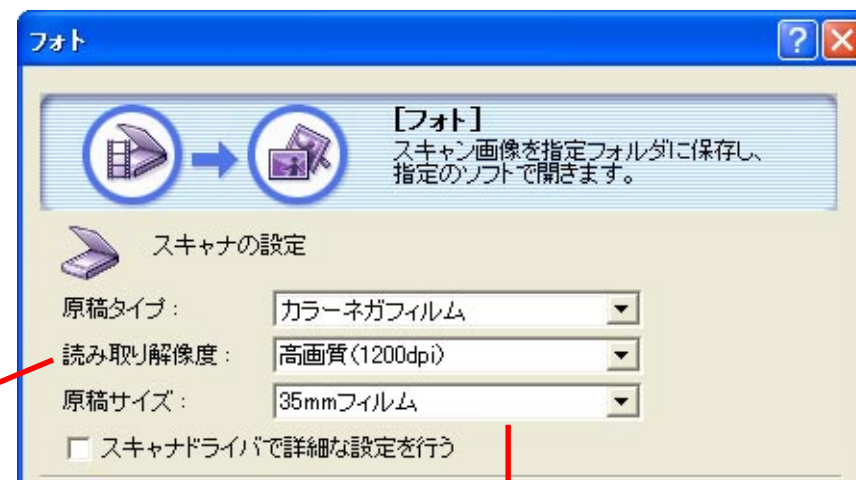 フォト
[フォト]
スキャン画像を指定フォルダに保存し、
指定のソフトで開きます。
スキャナの設定
原稿タイプ： カラーネガフィルム
読み取り解像度： 高画質(1200dpi)
原稿サイズ： 35mmフィルム
スキャナドライバで詳細な設定を行う